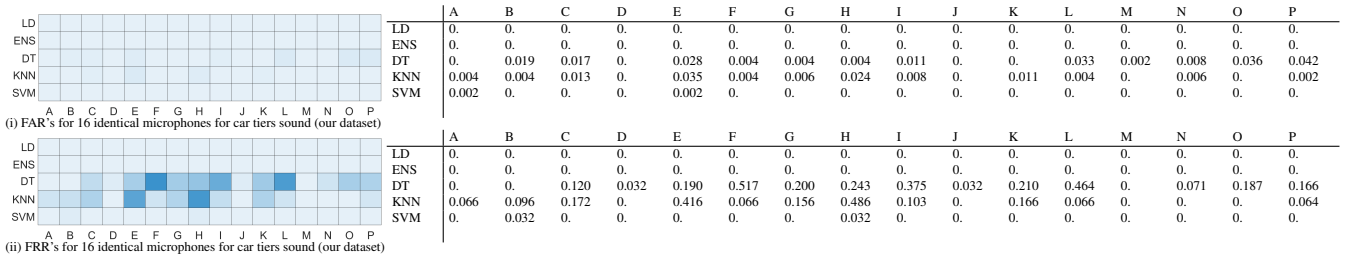 LD
ENS
DT
KNN
SVM
A B C D E F G H I J K L M N O P
(i) FAR's for 16 identical microphones for car tiers sound (our dataset)
A B C D E F G H I J K L M N O P
LD 0. 0. 0. 0. 0. 0. 0. 0. 0. 0. 0. 0. 0. 0. 0. 0.
ENS 0. 0. 0. 0. 0. 0. 0. 0. 0. 0. 0. 0. 0. 0. 0. 0.
DT 0. 0.019 0.017 0. 0.028 0.004 0.004 0.004 0.011 0. 0. 0.033 0.002 0.008 0.036 0.042
KNN 0.004 0.004 0.013 0. 0.035 0.004 0.006 0.024 0.008 0. 0.011 0.004 0. 0.006 0. 0.002
SVM 0.002 0. 0. 0. 0.002 0. 0. 0. 0. 0. 0. 0. 0. 0. 0. 0.
LD
ENS
DT
KNN
SVM
A B C D E F G H I J K L M N O P
(ii) FRR's for 16 identical microphones for car tiers sound (our dataset)
A B C D E F G H I J K L M N O P
LD 0. 0. 0. 0. 0. 0. 0. 0. 0. 0. 0. 0. 0. 0. 0. 0.
ENS 0. 0. 0. 0. 0. 0. 0. 0. 0. 0. 0. 0. 0. 0. 0. 0.
DT 0. 0. 0.120 0.032 0.190 0.517 0.200 0.243 0.375 0.032 0.210 0.464 0. 0.071 0.187 0.166
KNN 0.066 0.096 0.172 0. 0.416 0.066 0.156 0.486 0.103 0. 0.166 0.066 0. 0. 0. 0.064
SVM 0. 0.032 0. 0. 0. 0. 0. 0.032 0. 0. 0. 0. 0. 0. 0. 0.